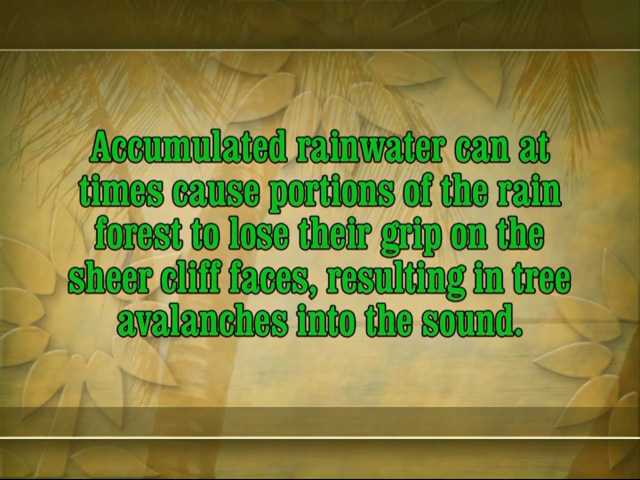 Accumulated rainwater can at
times cause portions of the rain
forest to lose their grip on the
sheer cliff faces, resulting in tree
avalanches into the sound.